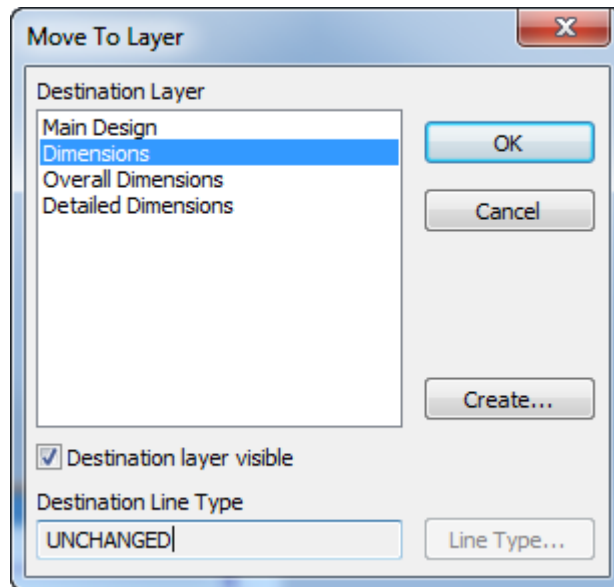 Move To Layer
Destination Layer
Main Design
Dimensions
Overall Dimensions
Detailed Dimensions
OK
Cancel
Create...
Destination layer visible
Destination Line Type
UNCHANGED
Line Type...